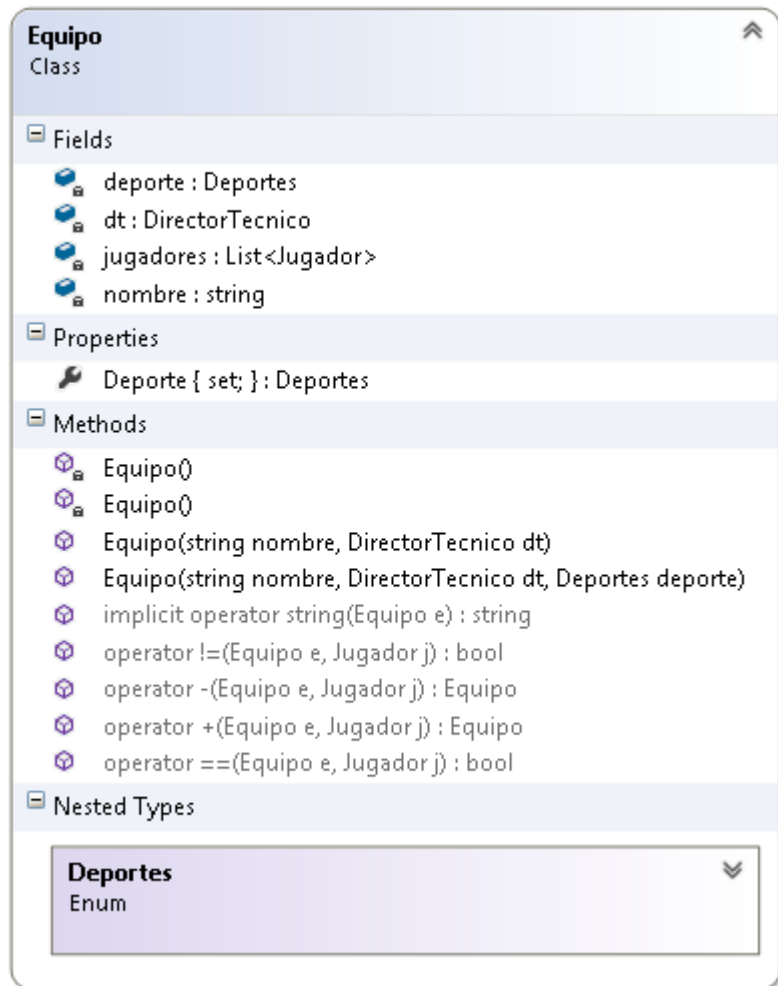 Equipo
Class
Fields
deporte : Deportes
dt : DirectorTecnico
jugadores : List<Jugador>
nombre : string
Properties
Deporte { set; } : Deportes
Methods
Equipo()
Equipo()
Equipo(string nombre, DirectorTecnico dt)
Equipo(string nombre, DirectorTecnico dt, Deportes deporte)
implicit operator string(Equipo e) : string
operator !=(Equipo e, Jugador j) : bool
operator -(Equipo e, Jugador j) : Equipo
operator +(Equipo e, Jugador j) : Equipo
operator ==(Equipo e, Jugador j) : bool
Nested Types
Deportes
Enum